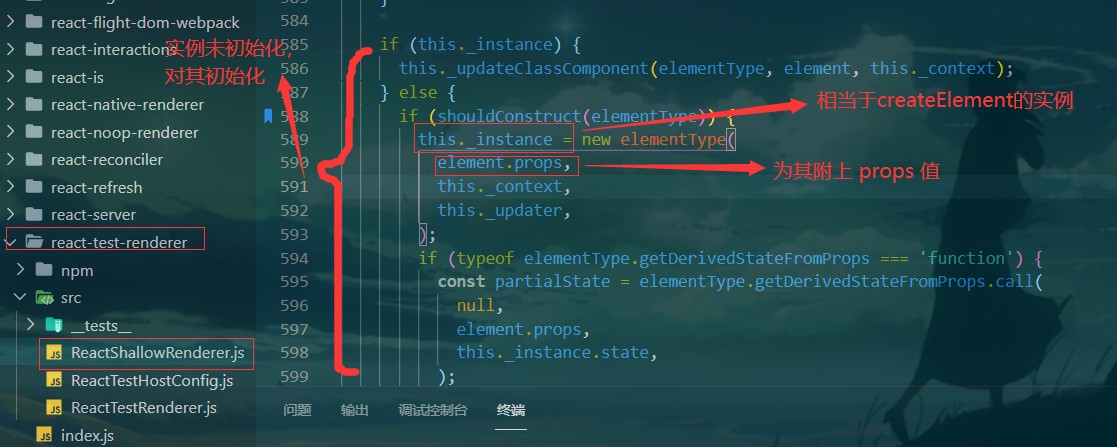 react-flight-dom-webpack
react-interactions
react-is
react-native-renderer
react-noop-renderer
react-reconciler
react-refresh
react-server
react-test-renderer
npm
src
__tests__
JS ReactShallowRenderer.js
JS ReactTestHostConfig.js
JS ReactTestRenderer.js
JS index.js
实例未初始化,
对其初始化
583 }
584
585 if (this._instance) {
586 this._updateClassComponent(elementType, element, this._context);
587 } else {
588 if (shouldConstruct(elementType)) {
589 this._instance = new elementType(
590 element.props,
591 this._context,
592 this._updater,
593 );
594 if (typeof elementType.getDerivedStateFromProps === 'function') {
595 const partialState = elementType.getDerivedStateFromProps.call(
596 null,
597 element.props,
598 this._instance.state,
599 );
相当于createElement的实例
为其附上 props 值
问题 输出 调试控制台 终端